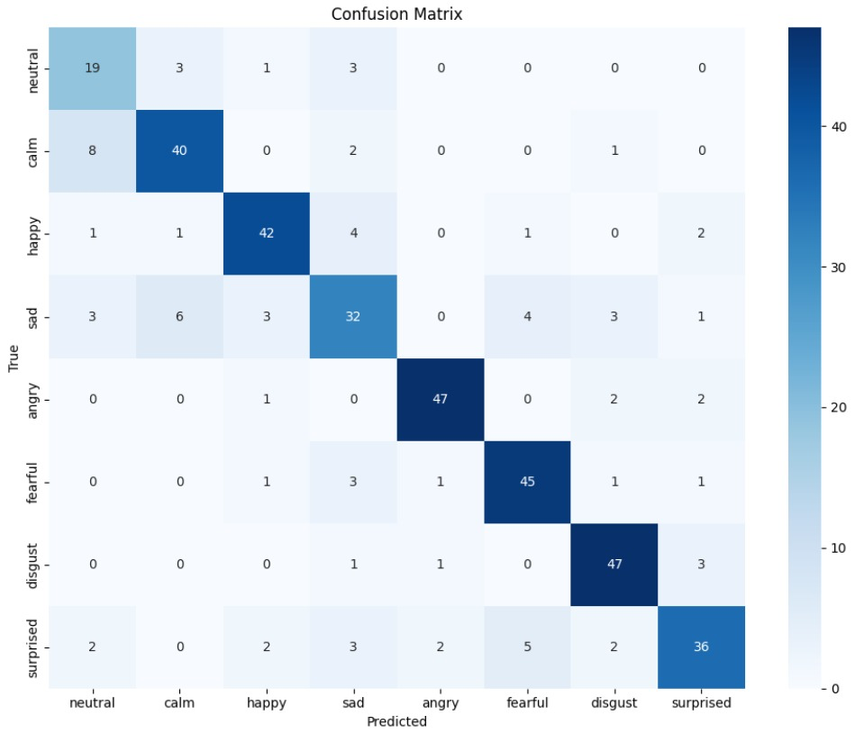 Confusion Matrix
neutral 19 3 1 3 0 0 0 0
40
calm 8 40 0 2 0 0 1 0
happy 1 1 42 4 0 1 0 2
30
sad 3 6 3 32 0 4 3 1
True
angry 0 0 1 0 47 0 2 2
20
fearful 0 0 1 3 1 45 1 1
10
disgust 0 0 0 1 1 0 47 3
surprised 2 0 2 3 2 5 2 36
0
neutral calm happy sad angry fearful disgust surprised
Predicted